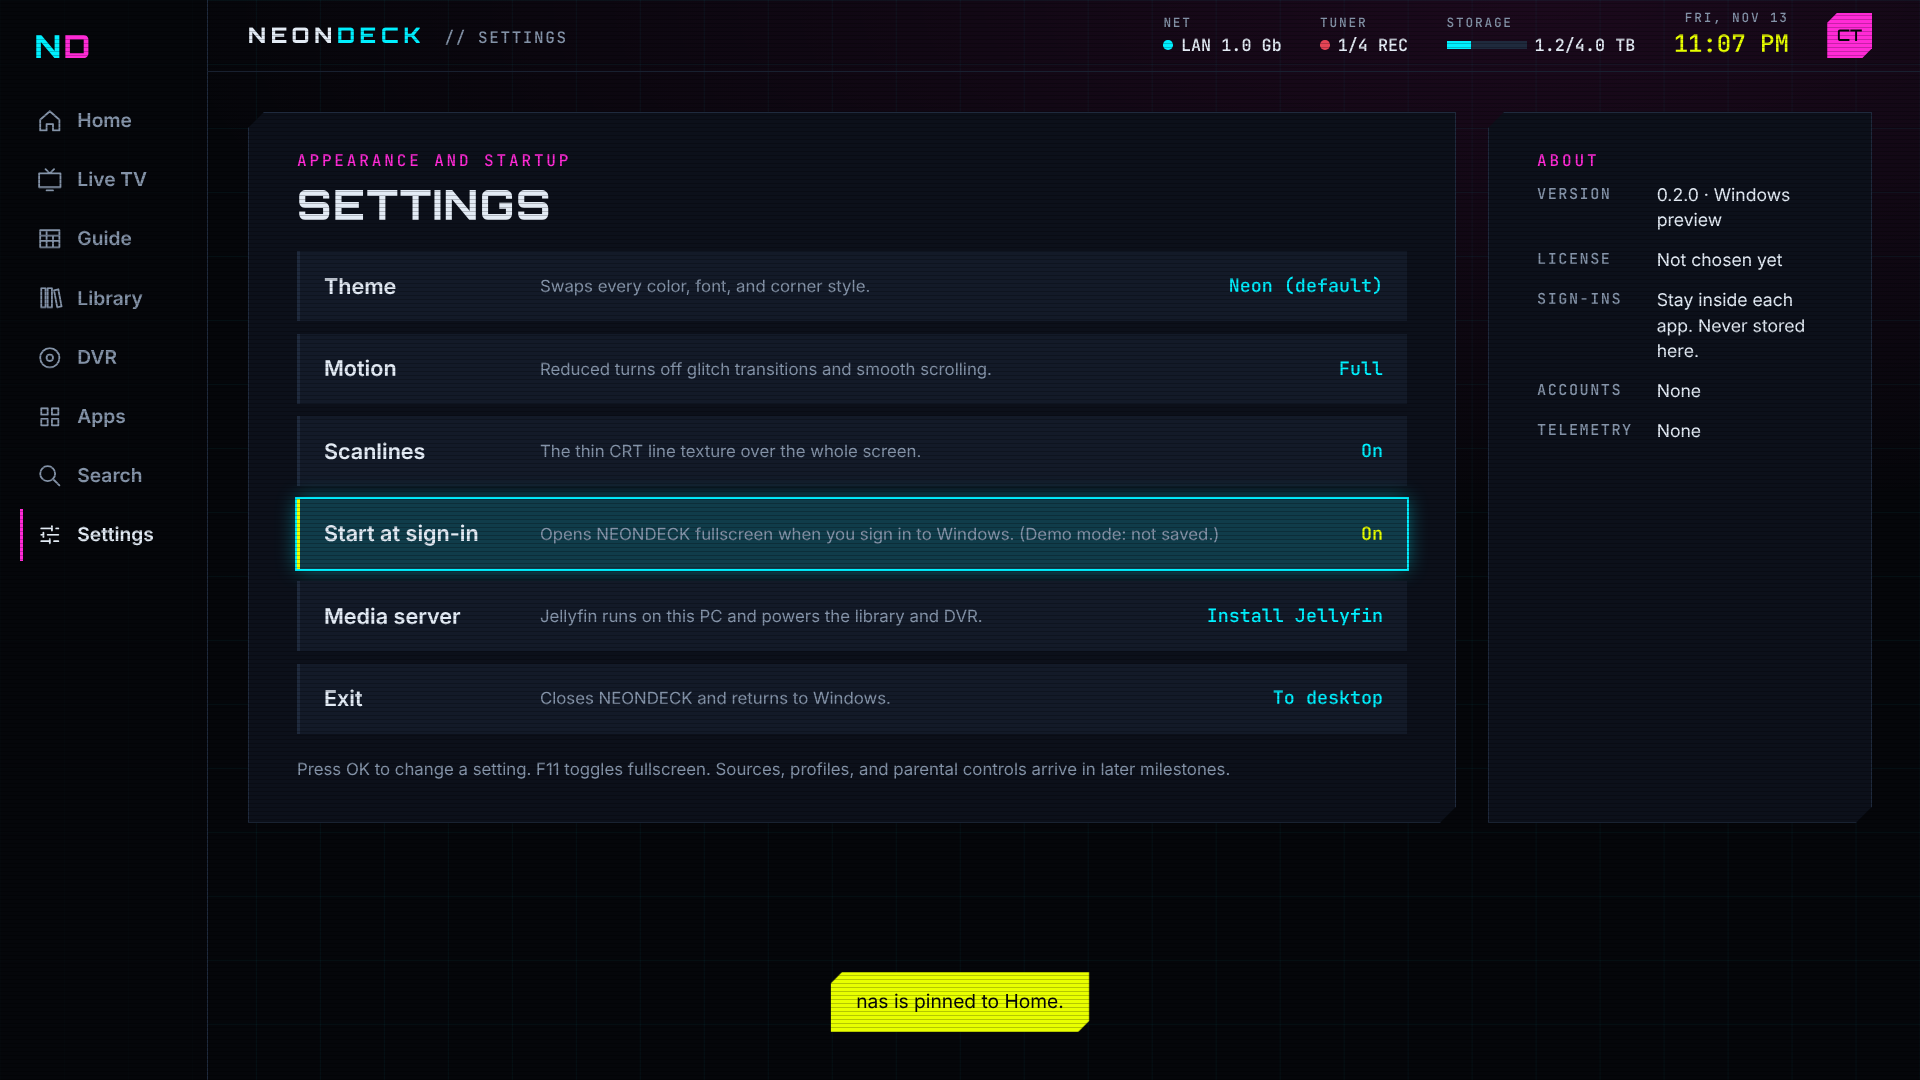 ND
Home
Live TV
Guide
Library
DVR
Apps
Search
Settings
NEONDECK // SETTINGS
NET
LAN 1.0 Gb
TUNER
1/4 REC
STORAGE
1.2/4.0 TB
FRI, NOV 13
11:07 PM
CT
APPEARANCE AND STARTUP
SETTINGS
Theme Swaps every color, font, and corner style. Neon (default)
Motion Reduced turns off glitch transitions and smooth scrolling. Full
Scanlines The thin CRT line texture over the whole screen. On
Start at sign-in Opens NEONDECK fullscreen when you sign in to Windows. (Demo mode: not saved.) On
Media server Jellyfin runs on this PC and powers the library and DVR. Install Jellyfin
Exit Closes NEONDECK and returns to Windows. To desktop
Press OK to change a setting. F11 toggles fullscreen. Sources, profiles, and parental controls arrive in later milestones.
ABOUT
VERSION 0.2.0 · Windows
preview
LICENSE Not chosen yet
SIGN-INS Stay inside each
app. Never stored
here.
ACCOUNTS None
TELEMETRY None
nas is pinned to Home.